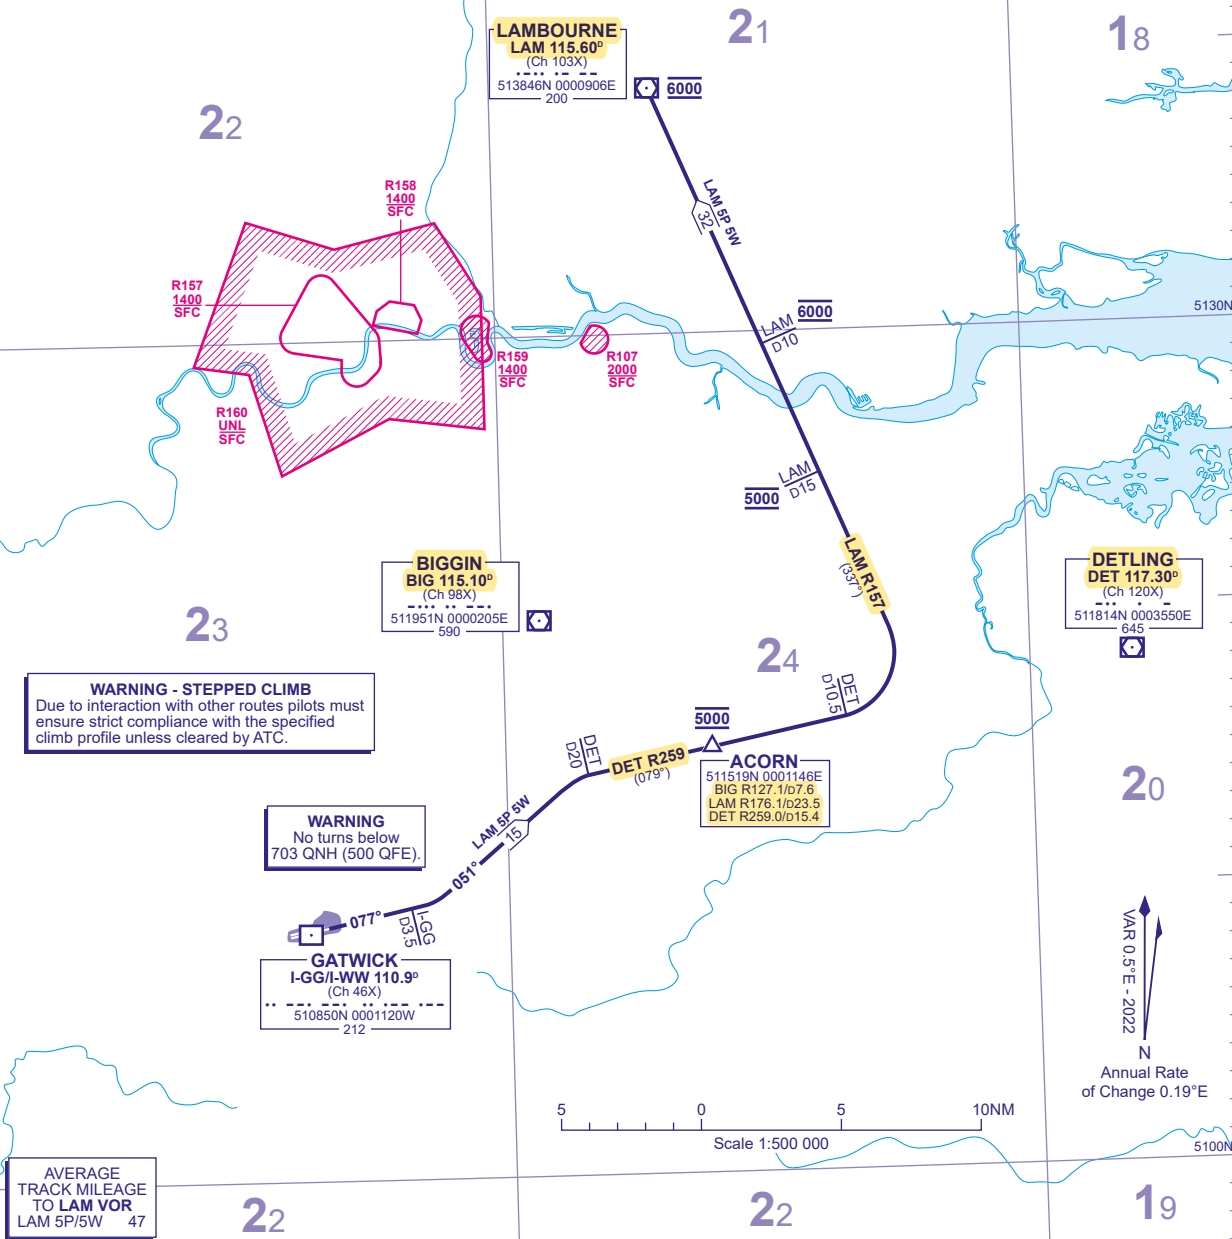 LAMBOURNE
LAM 115.60ᴰ
(Ch 103X)
513846N 0000906E
200
6000
21
18
22
R158
1400
SFC
R157
1400
SFC
LAM 5P 5W
32
6000
LAM
D10
5130N
R159
1400
SFC
R107
2000
SFC
R160
UNL
SFC
5000
LAM
D15
LAM R157
(337°)
BIGGIN
BIG 115.10ᴰ
(Ch 98X)
511951N 0000205E
590
DETLING
DET 117.30ᴰ
(Ch 120X)
511814N 0003550E
645
23
24
WARNING - STEPPED CLIMB
Due to interaction with other routes pilots must
ensure strict compliance with the specified
climb profile unless cleared by ATC.
DET
D10.5
5000
DET
D20
DET R259
(079°)
ACORN
511519N 0001146E
BIG R127.1/D7.6
LAM R176.1/D23.5
DET R259.0/D15.4
20
WARNING
No turns below
703 QNH (500 QFE).
LAM 5P 5W
15
051°
077°
I-GG
D3.5
GATWICK
I-GG/I-WW 110.9ᴰ
(Ch 46X)
510850N 0001120W
212
VAR 0.5°E - 2022
N
Annual Rate
of Change 0.19°E
5 0 5 10NM
Scale 1:500 000
5100N
AVERAGE
TRACK MILEAGE
TO LAM VOR
LAM 5P/5W 47
22
22
19